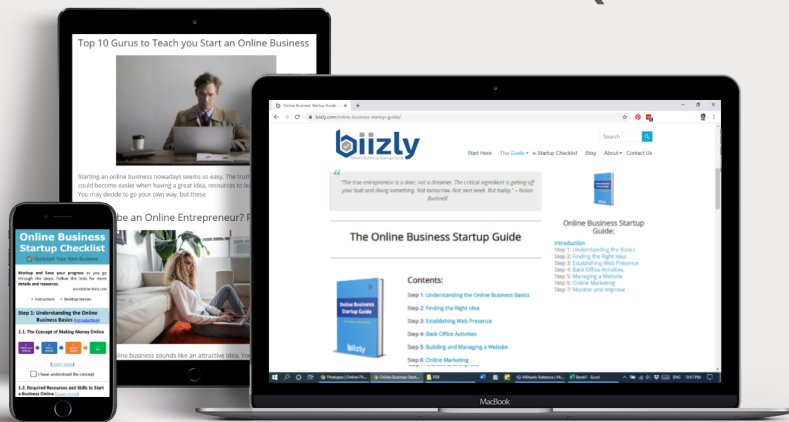 Top 10 Gurus to Teach you Start an Online Business
Starting an online business nowadays seems so easy. The truth
could become easier when having a great idea, resources to lea
You may decide to go your own way, but these
be an Online Entrepreneur?
line business sounds like an attractive idea. You
Online Business
Startup Checklist
Quickstart Your Web Business
Markup and Save your progress as you go
through the steps. Follow the links for more
details and resources.
provided by biizly.com
> Instructions > Desktop Version
Step 1: Understanding the Online
Business Basics (Introduction)
1.1. The Concept of Making Money Online
(Learn more)
I have understood the concept
1.2. Required Resources and Skills to Start
a Business Online (Learn more)
Online Business Startup Guide -
biizly.com/online-business-startup-guide/
biizly
Online Business Startup Guide
Search
Start Here The Guide e-Startup Checklist Blog About Contact Us
"The true entrepreneur is a doer, not a dreamer. The critical ingredient is getting off
your butt and doing something. Not tomorrow. Not next week. But today." – Nolan
Bushnell
The Online Business Startup Guide
Online Business
Startup Guide
biizly
Contents:
Step 1: Understanding the Online Business Basics
Step 2: Finding the Right Idea
Step 3: Establishing Web Presence
Step 4: Back Office Activities
Step 5: Building and Managing a Website
Step 6: Online Marketing
Online Business Startup
Guide:
Introduction
Step 1: Understanding the Basics
Step 2: Finding the Right Idea
Step 3: Establishing Web Presence
Step 4: Back Office Activities
Step 5: Managing a Website
Step 6: Online Marketing
Step 7: Monitor and Improve
PDF
Book1 - Excel
ENG
10:57 PM
MacBook